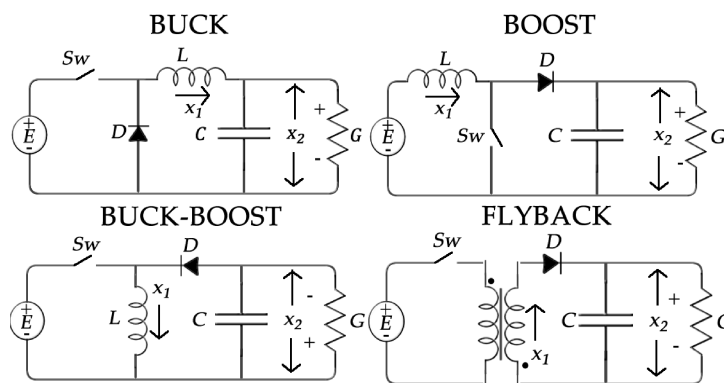 BUCK
Sw
L
x1
E
+
-
D
C
x2
+
-
G
BOOST
L
x1
D
Sw
E
+
-
C
x2
+
-
G
BUCK-BOOST
Sw
D
x1
L
E
+
-
C
x2
-
+
G
FLYBACK
Sw
D
x1
E
+
-
C
x2
+
-
G